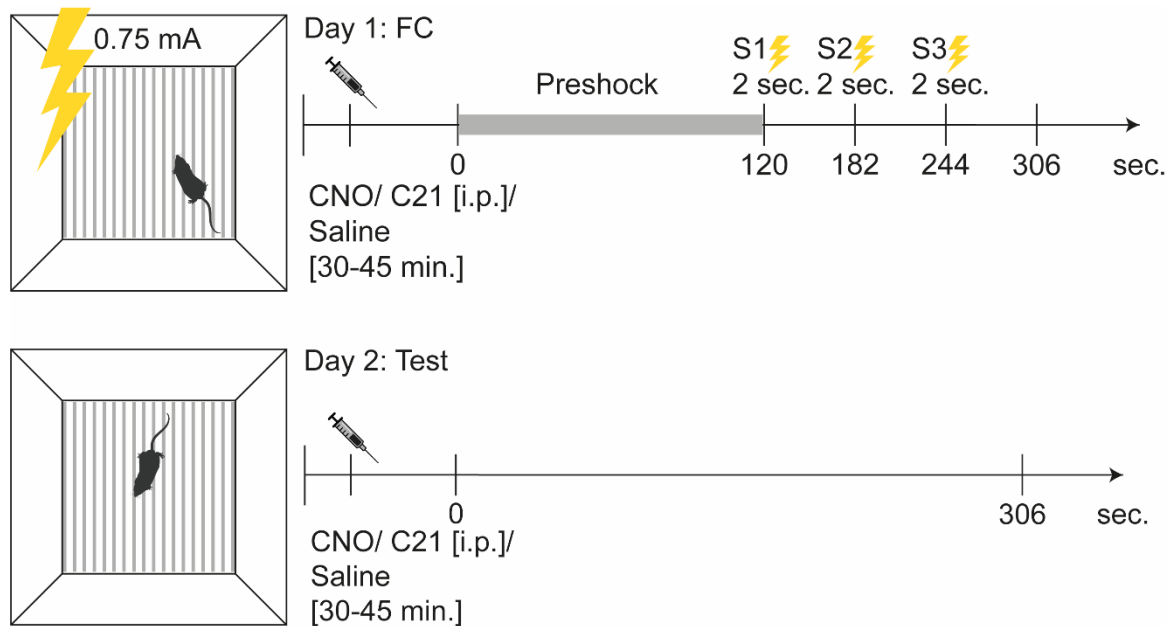 0.75 mA
Day 1: FC
Preshock
S1 S2 S3
2 sec. 2 sec. 2 sec.
0 120 182 244 306 sec.
CNO/ C21 [i.p.]/
Saline
[30-45 min.]
Day 2: Test
0 306 sec.
CNO/ C21 [i.p.]/
Saline
[30-45 min.]